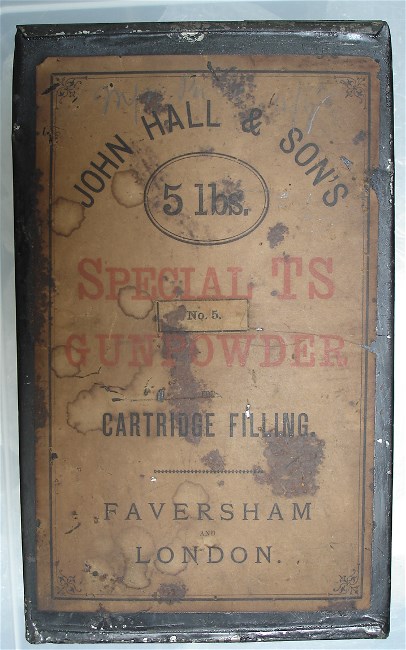 JOHN HALL & SON'S
5 lbs.
SPECIAL TS
No. 5.
GUNPOWDER
FOR
CARTRIDGE FILLING.
FAVERSHAM
AND
LONDON.